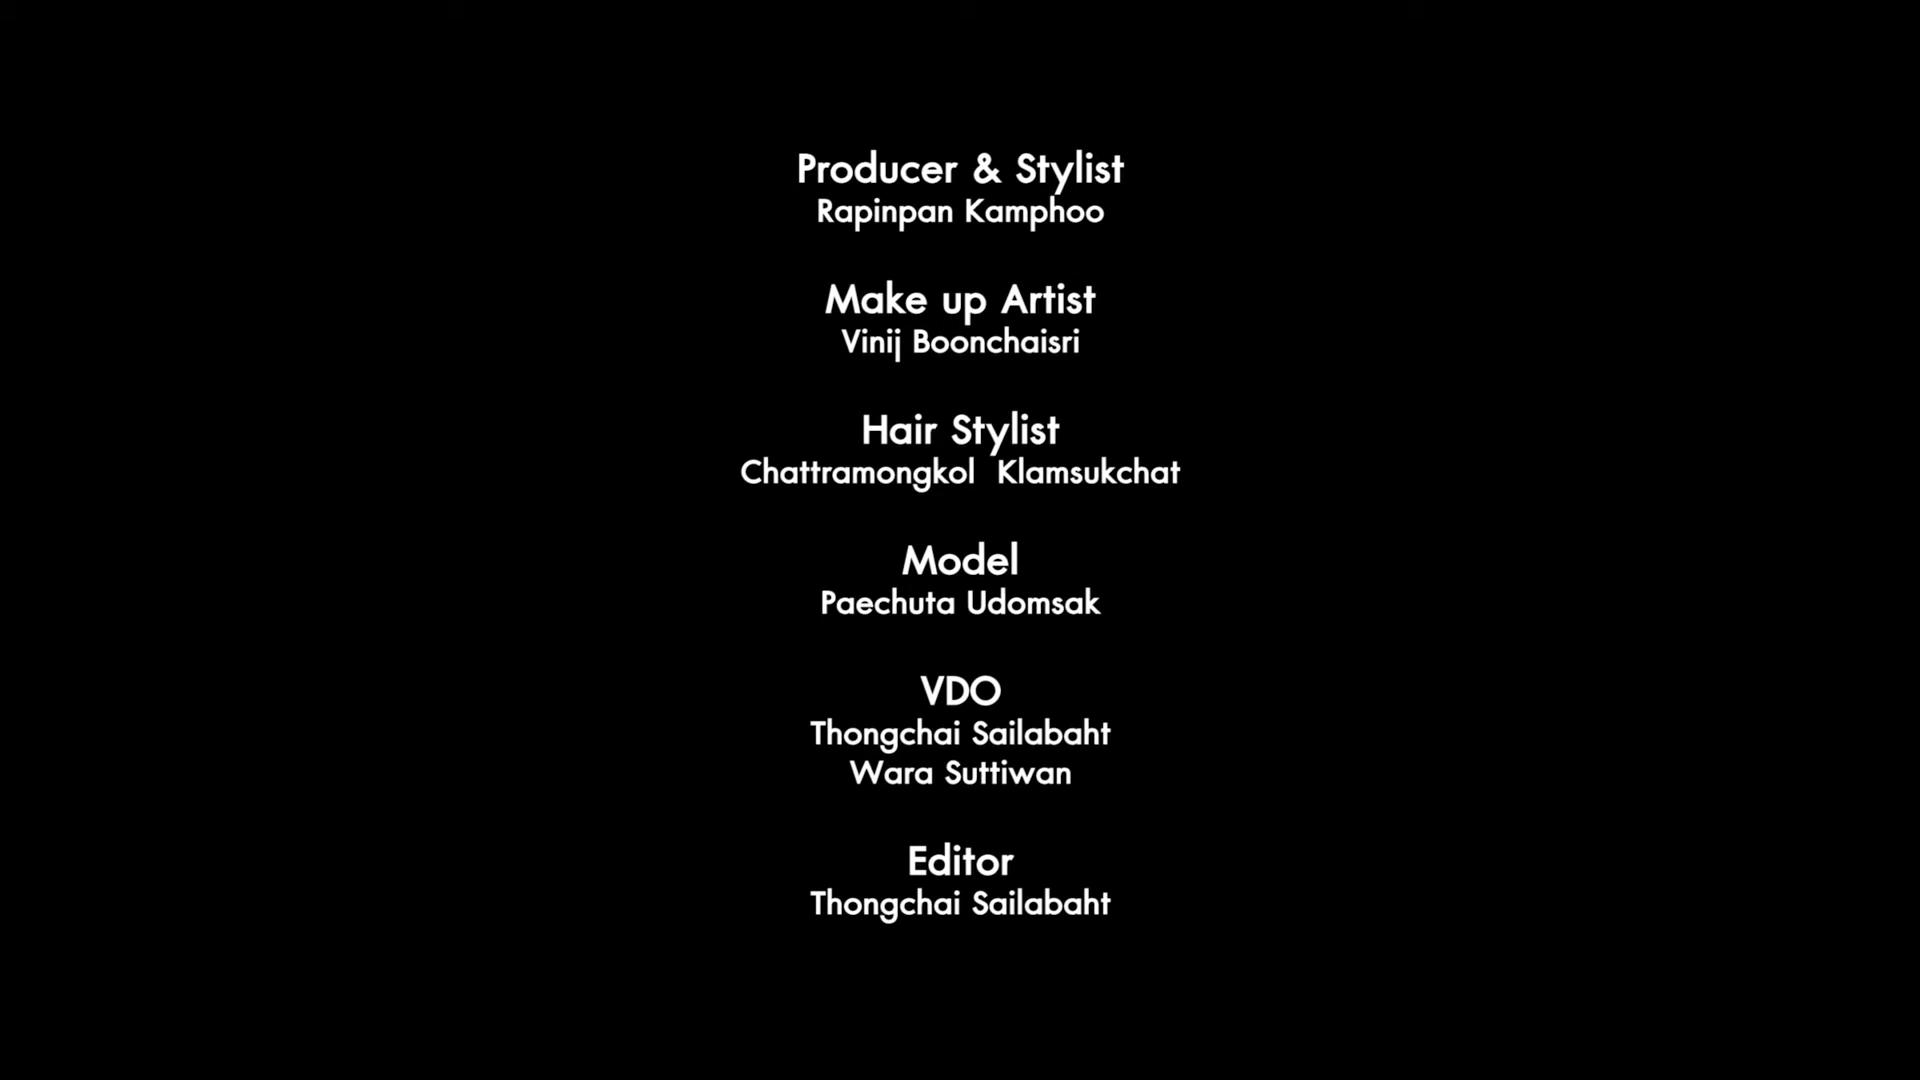 Producer & Stylist
Rapinpan Kamphoo
Make up Artist
Vinij Boonchaisri
Hair Stylist
Chattramongkol  Klamsukchat
Model
Paechuta Udomsak
VDO
Thongchai Sailabaht
Wara Suttiwan
Editor
Thongchai Sailabaht